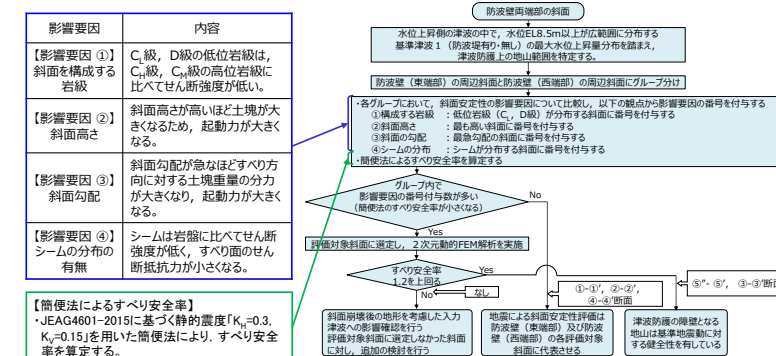 影響要因 内容
【影響要因 ①】
斜面を構成する
岩級
CL級，D級の低位岩級は，
CH級，CM級の高位岩級に
比べてせん断強度が低い。
【影響要因 ②】
斜面高さ
斜面高さが高いほど土塊が大
きくなるため，起動力が大きく
なる。
【影響要因 ③】
斜面勾配
斜面勾配が急なほどすべり方
向に対する土塊重量の分力
が大きくなり，起動力が大きく
なる。
【影響要因 ④】
シームの分布の
有無
シームは岩盤に比べてせん断
強度が低く，すべり面のせん
断抵抗力が小さくなる。
【簡便法によるすべり安全率】
・JEAG4601-2015に基づく静的震度「KH=0.3,
KV=0.15」を用いた簡便法により，すべり安全
率を算定する。
防波壁両端部の斜面
水位上昇側の津波の中で，水位EL8.5m以上が広範囲に分布する
基準津波１（防波堤有り・無し）の最大水位上昇量分布を踏まえ，
津波防護上の地山範囲を特定する。
防波壁（東端部）の周辺斜面と防波壁（西端部）の周辺斜面にグループ分け
・各グループにおいて，斜面安定性の影響要因について比較し，以下の観点から影響要因の番号を付与する
①構成する岩級 ：低位岩級（CL，D級）が分布する斜面に番号を付与する
②斜面高さ ：最も高い斜面に番号を付与する
③斜面の勾配 ：最急勾配の斜面に番号を付与する
④シームの分布 ：シームが分布する斜面に番号を付与する
・簡便法によるすべり安全率を算定する
グループ内で
影響要因の番号付与数が多い
（簡便法のすべり安全率が小さくなる）
No
Yes
評価対象斜面に選定し，２次元動的FEM解析を実施
すべり安全率
1.2を上回る
Yes
No
なし
①-①’，②-②’，
④-④’断面
⑤”- ⑤’，③-③’断面
斜面崩壊後の地形を考慮した入力
津波への影響確認を行う
評価対象斜面に選定しなかった斜面
に対し，追加の検討を行う
地震による斜面安定性評価は
防波壁（東端部）及び防波
壁（西端部）の各評価対象
斜面に代表させる
津波防護の障壁となる
地山は基準地震動に対
する健全性を有している